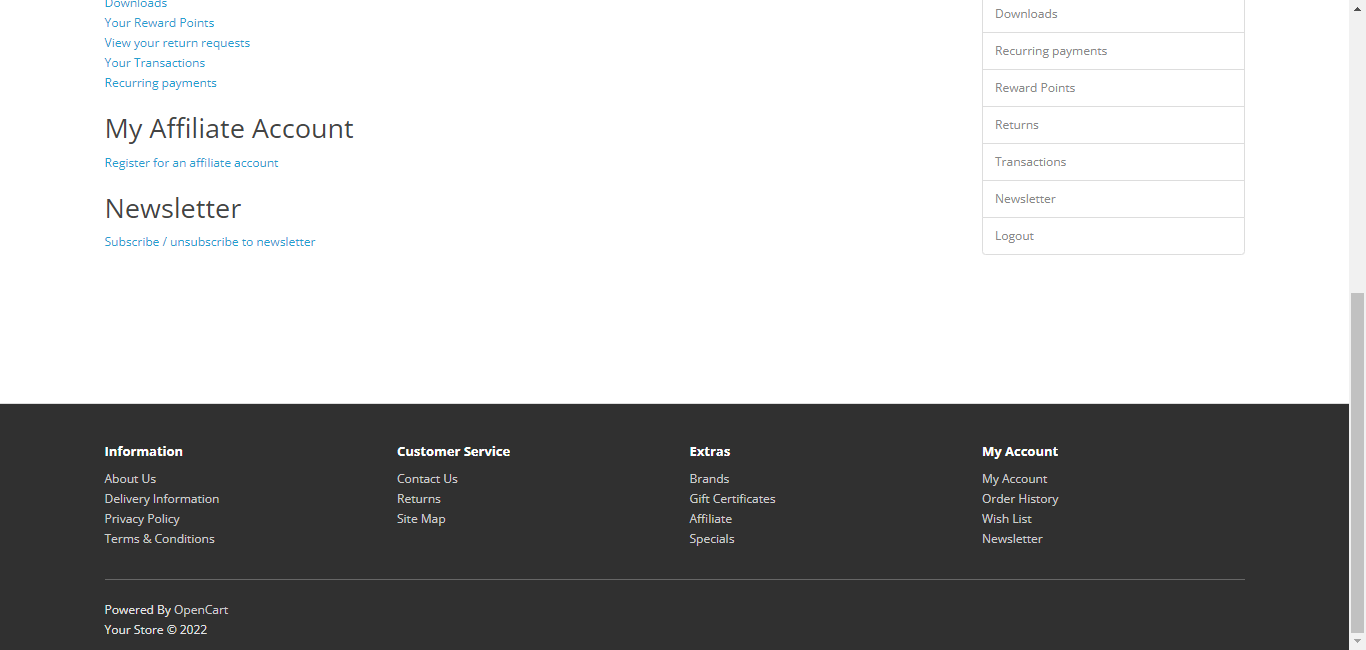 Downloads
Your Reward Points
View your return requests
Your Transactions
Recurring payments
My Affiliate Account
Register for an affiliate account
Newsletter
Subscribe / unsubscribe to newsletter
Downloads
Recurring payments
Reward Points
Returns
Transactions
Newsletter
Logout
Information
About Us
Delivery Information
Privacy Policy
Terms & Conditions
Customer Service
Contact Us
Returns
Site Map
Extras
Brands
Gift Certificates
Affiliate
Specials
My Account
My Account
Order History
Wish List
Newsletter
Powered By OpenCart
Your Store © 2022